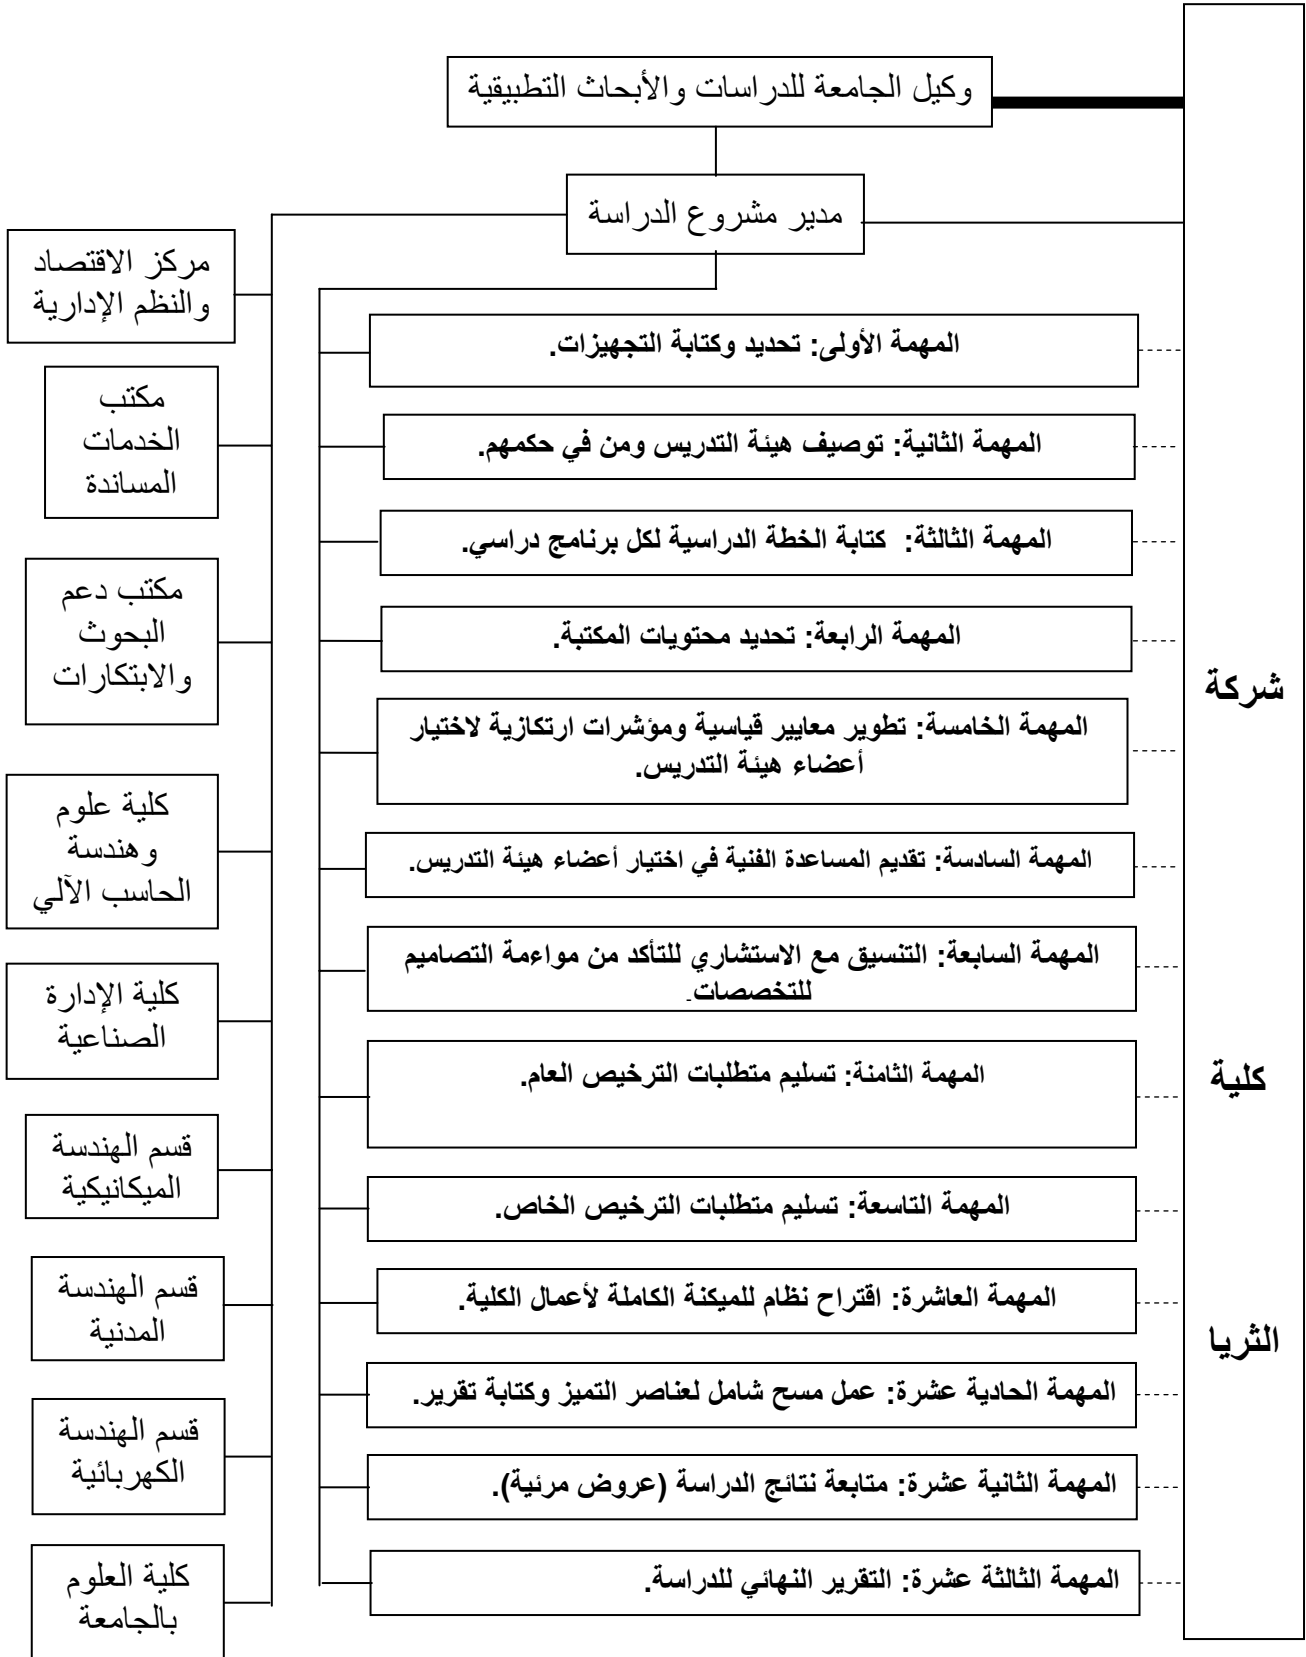 وكيل الجامعة للدراسات والأبحاث التطبيقية
مدير مشروع الدراسة
شركة
كلية
الثريا
المهمة الأولى: تحديد وكتابة التجهيزات.
المهمة الثانية: توصيف هيئة التدريس ومن في حكمهم.
المهمة الثالثة: كتابة الخطة الدراسية لكل برنامج دراسي.
المهمة الرابعة: تحديد محتويات المكتبة.
المهمة الخامسة: تطوير معايير قياسية ومؤشرات ارتكازية لاختيار
أعضاء هيئة التدريس.
المهمة السادسة: تقديم المساعدة الفنية في اختيار أعضاء هيئة التدريس.
المهمة السابعة: التنسيق مع الاستشاري للتأكد من مواءمة التصاميم
للتخصصات.
المهمة الثامنة: تسليم متطلبات الترخيص العام.
المهمة التاسعة: تسليم متطلبات الترخيص الخاص.
المهمة العاشرة: اقتراح نظام للميكنة الكاملة لأعمال الكلية.
المهمة الحادية عشرة: عمل مسح شامل لعناصر التميز وكتابة تقرير.
المهمة الثانية عشرة: متابعة نتائج الدراسة (عروض مرئية).
المهمة الثالثة عشرة: التقرير النهائي للدراسة.
مركز الاقتصاد
والنظم الإدارية
مكتب
الخدمات
المساندة
مكتب دعم
البحوث
والابتكارات
كلية علوم
وهندسة
الحاسب الآلي
كلية الإدارة
الصناعية
قسم الهندسة
الميكانيكية
قسم الهندسة
المدنية
قسم الهندسة
الكهربائية
كلية العلوم
بالجامعة